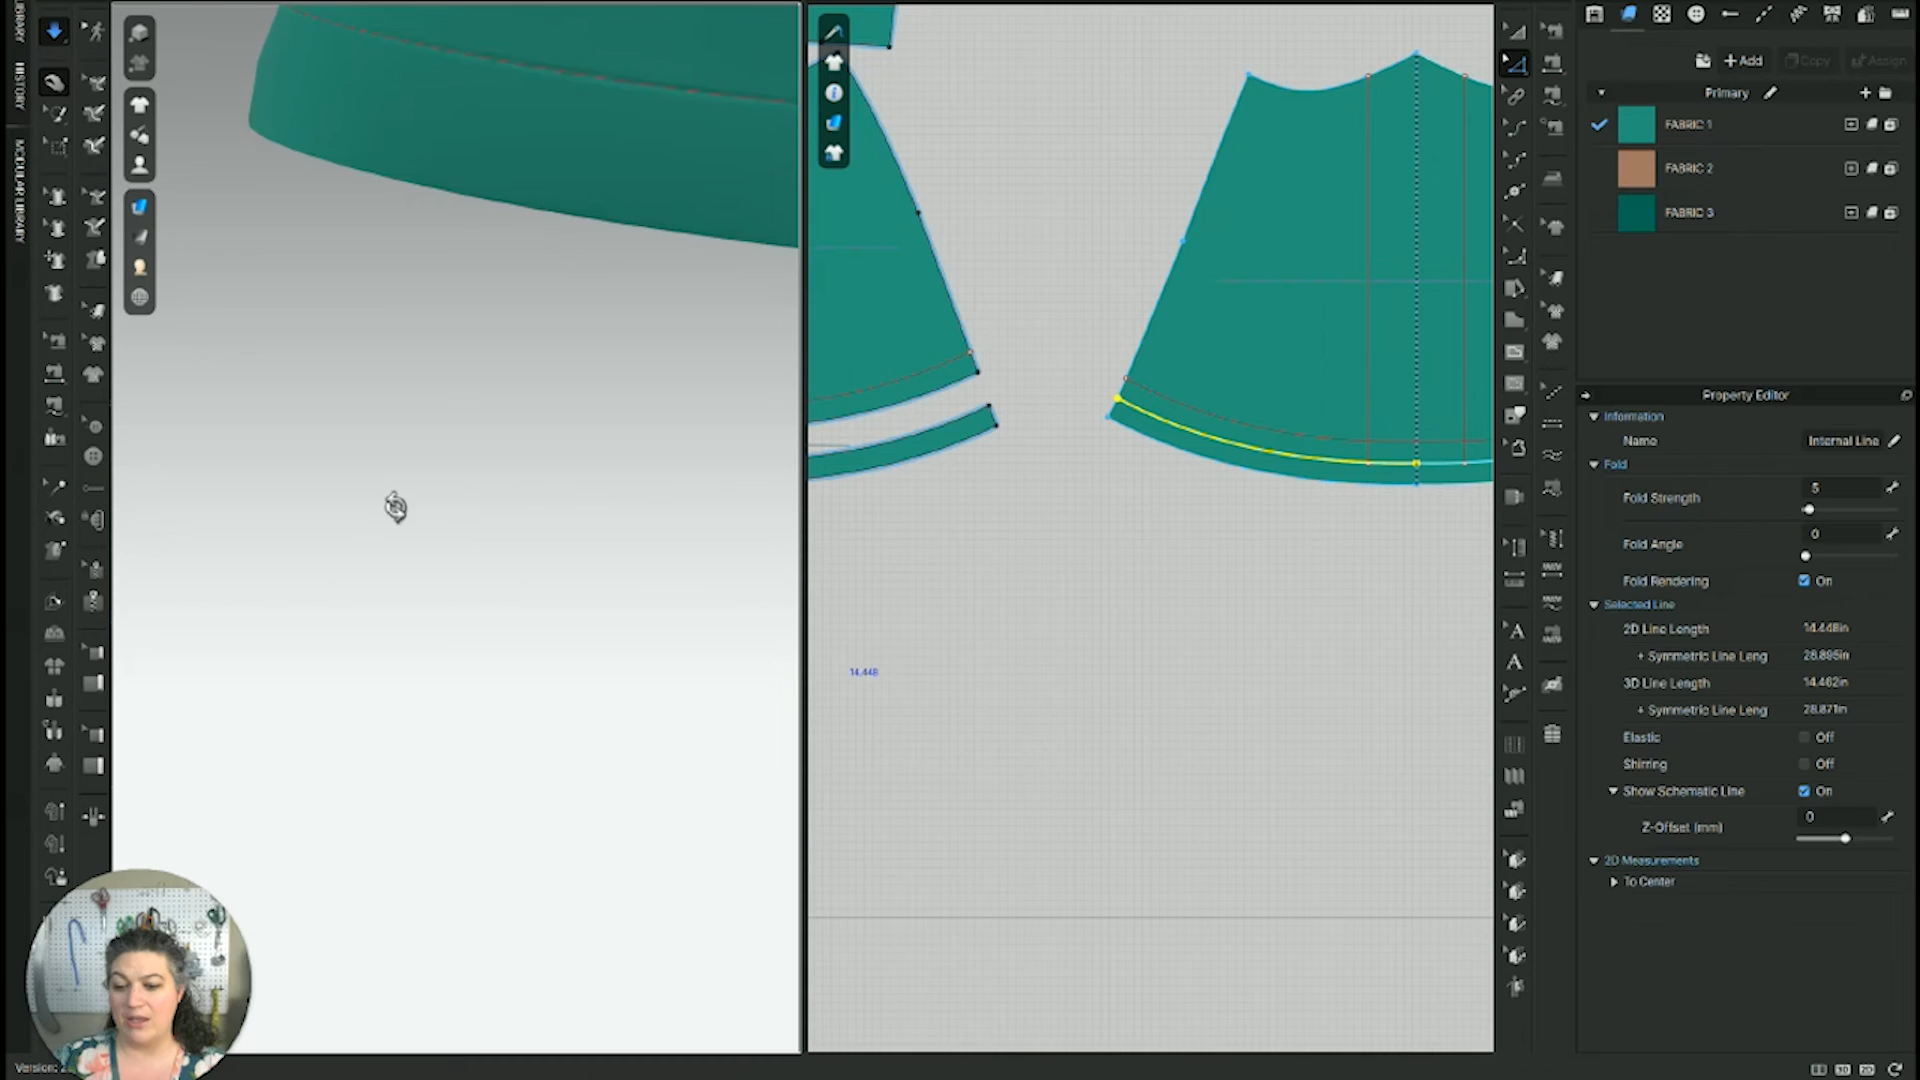 LIBRARY
HISTORY
MODULAR LIBRARY
+ Add
Copy
Assign
Primary
FABRIC 1
FABRIC 2
FABRIC 3
Property Editor
Information
Name
Internal Line
Fold
Fold Strength
5
Fold Angle
0
Fold Rendering
On
Selected Line
2D Line Length
14.448in
+ Symmetric Line Leng
28.895in
3D Line Length
14.462in
+ Symmetric Line Leng
28.871in
Elastic
Off
Shirring
Off
Show Schematic Line
On
Z-Offset (mm)
0
2D Measurements
To Center
14.448
Version:
3D
2D